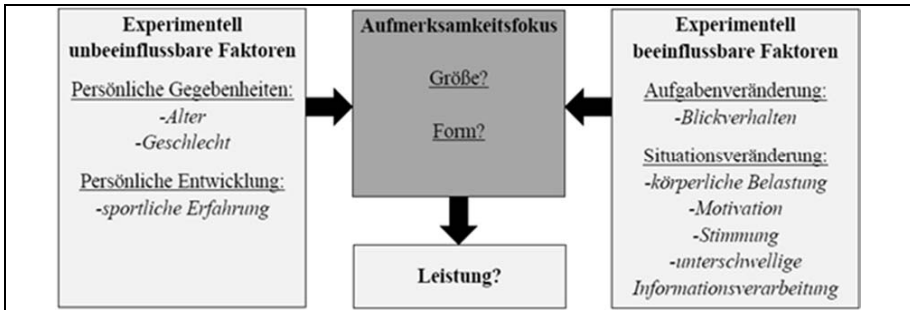 Experimentell
unbeeinflussbare Faktoren
Persönliche Gegebenheiten:
-Alter
-Geschlecht
Persönliche Entwicklung:
-sportliche Erfahrung
Aufmerksamkeitsfokus
Größe?
Form?
Leistung?
Experimentell
beeinflussbare Faktoren
Aufgabenveränderung:
-Blickverhalten
Situationsveränderung:
-körperliche Belastung
-Motivation
-Stimmung
-unterschwellige
Informationsverarbeitung